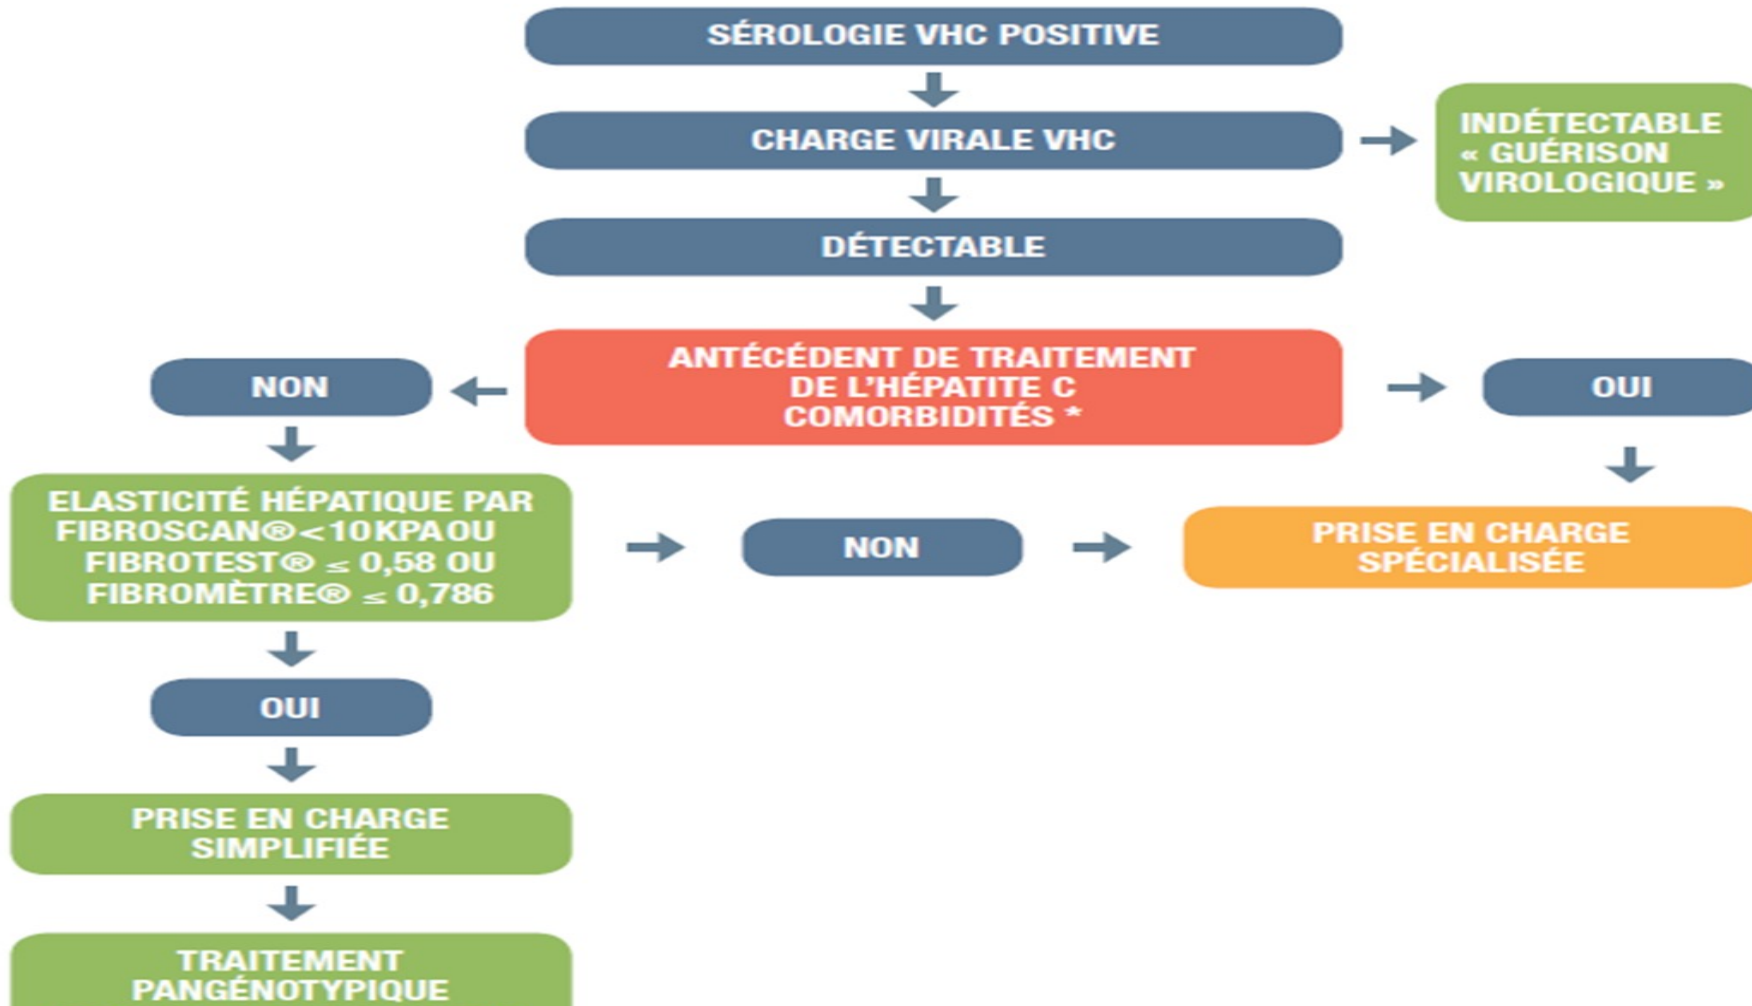 SÉROLOGIE VHC POSITIVE
CHARGE VIRALE VHC
INDÉTECTABLE
« GUÉRISON
VIROLOGIQUE »
DÉTECTABLE
ANTÉCÉDENT DE TRAITEMENT
DE L'HÉPATITE C
COMORBIDITÉS *
NON
OUI
ELASTICITÉ HÉPATIQUE PAR
FIBROSCAN®<10KPAOU
FIBROTEST® ≤ 0,58 OU
FIBROMÈTRE® ≤ 0,786
NON
PRISE EN CHARGE
SPÉCIALISÉE
OUI
PRISE EN CHARGE
SIMPLIFIÉE
TRAITEMENT
PANGÉNOTYPIQUE